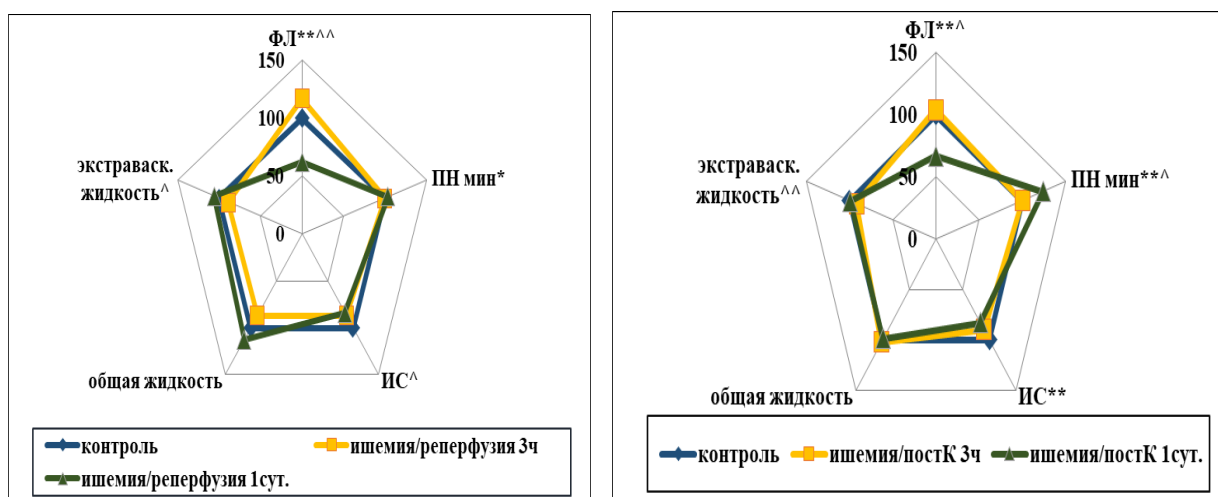 ФЛ**^^
150
100
50
0
экстраваск.
жидкость^
ПН мин*
общая жидкость
ИС^
контроль
ишемия/реперфузия 3ч
ишемия/реперфузия 1сут.
ФЛ**^
150
100
50
0
экстраваск.
жидкость^^
ПН мин**^
общая жидкость
ИС**
контроль
ишемия/постК 3ч
ишемия/постК 1сут.